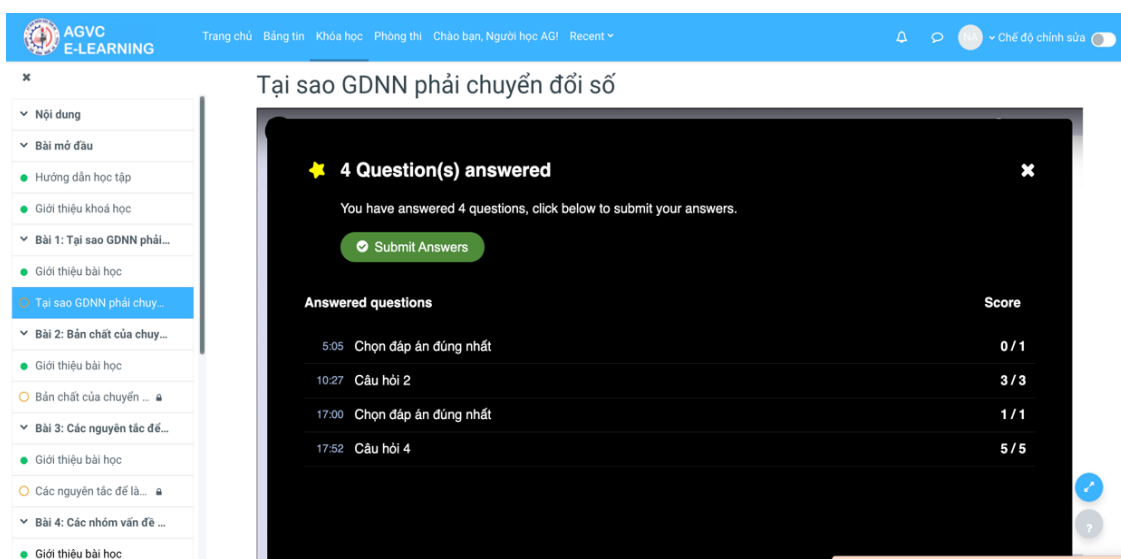 AGVC
E-LEARNING
Trang chủ Bảng tin Khóa học Phòng thi Chào bạn, Người học AG! Recent
NA
Chế độ chỉnh sửa
Tại sao GDNN phải chuyển đổi số
Nội dung
Bài mở đầu
Hướng dẫn học tập
Giới thiệu khoá học
Bài 1: Tại sao GDNN phải...
Giới thiệu bài học
Tại sao GDNN phải chuy...
Bài 2: Bản chất của chuy...
Giới thiệu bài học
Bản chất của chuyển ...
Bài 3: Các nguyên tắc để...
Giới thiệu bài học
Các nguyên tắc để là...
Bài 4: Các nhóm vấn đề ...
Giới thiệu bài học
4 Question(s) answered
You have answered 4 questions, click below to submit your answers.
Submit Answers
Answered questions Score
5:05 Chọn đáp án đúng nhất 0 / 1
10:27 Câu hỏi 2 3 / 3
17:00 Chọn đáp án đúng nhất 1 / 1
17:52 Câu hỏi 4 5 / 5
?